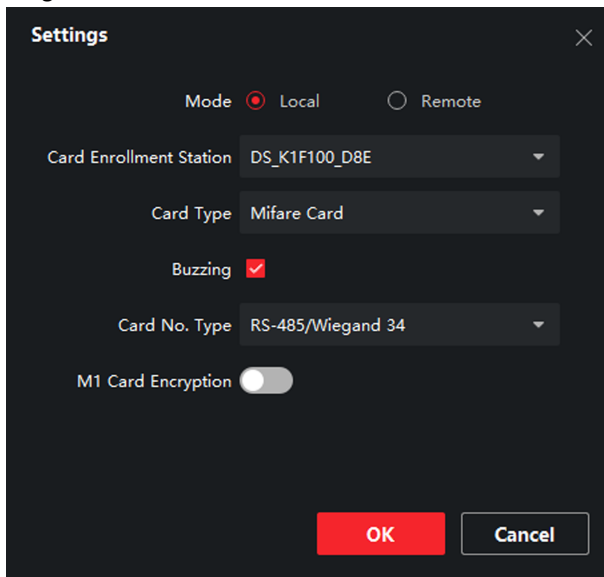 Settings
Mode Local Remote
Card Enrollment Station DS_K1F100_D8E
Card Type Mifare Card
Buzzing
Card No. Type RS-485/Wiegand 34
M1 Card Encryption
OK Cancel